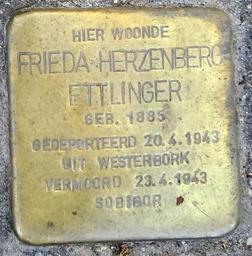 HIER WOONDE
FRIEDA HERZENBERG-
ETTLINGER
GEB. 1885
GEDEPORTEERD 20.4.1943
UIT WESTERBORK
VERMOORD 23.4.1943
SOBIBOR